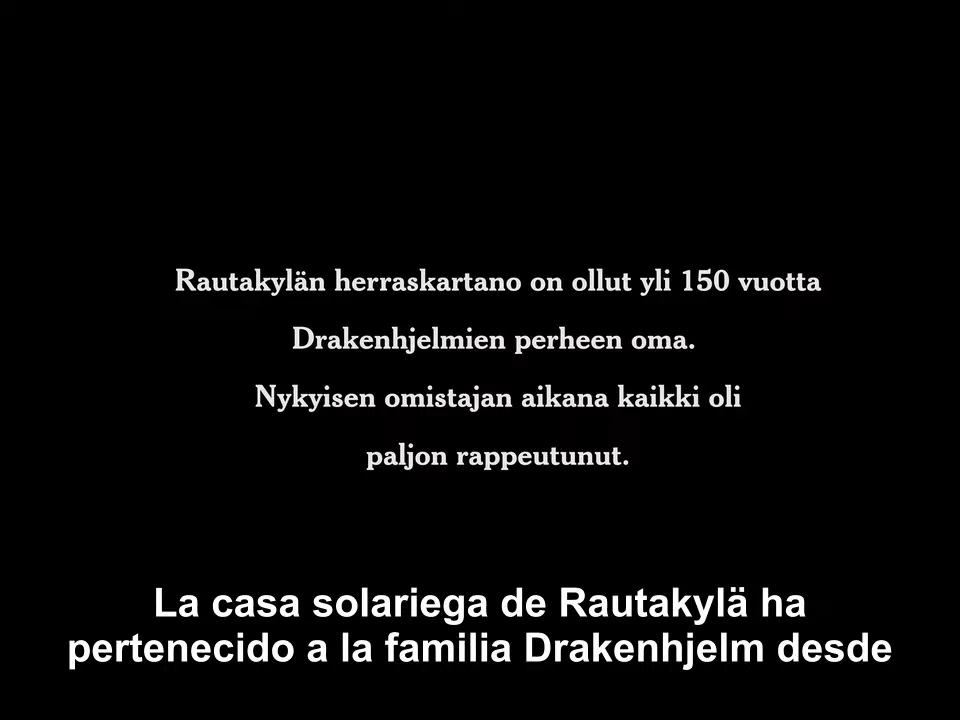 Rautakylän herraskartano on ollut yli 150 vuotta
Drakenhjelmien perheen oma.
Nykyisen omistajan aikana kaikki oli
paljon rappeutunut.
La casa solariega de Rautakylä ha
pertenecido a la familia Drakenhjelm desde